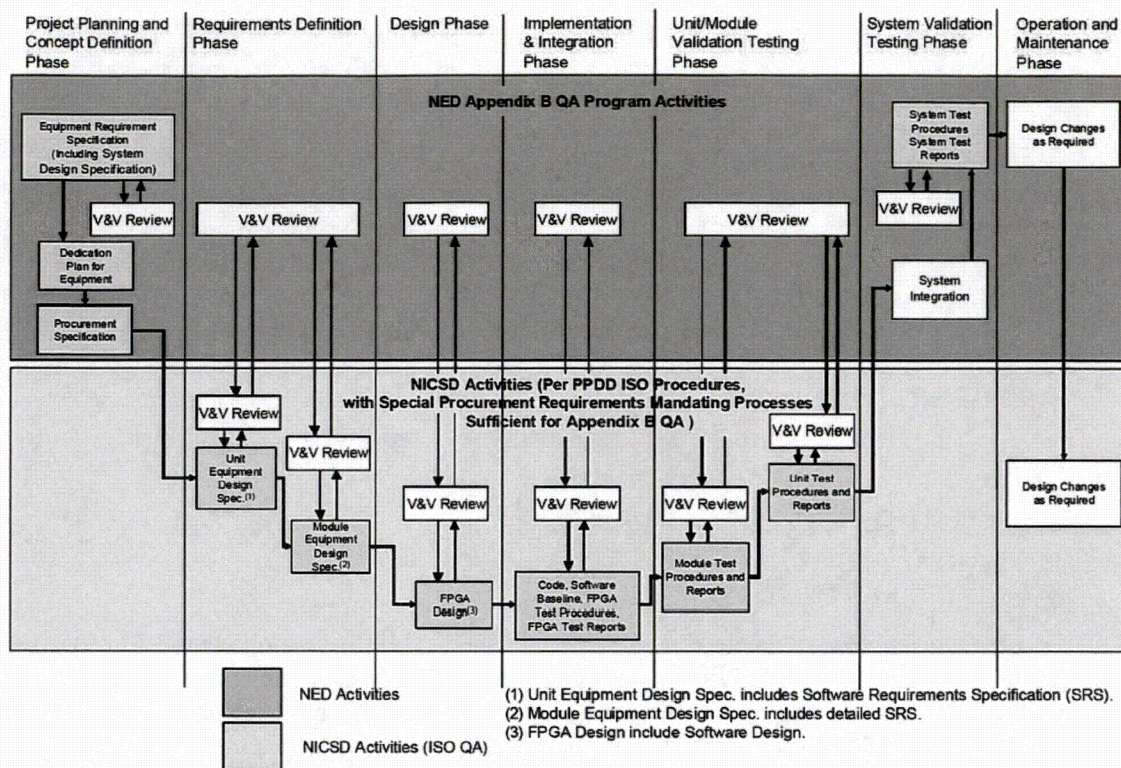 Project Planning and
Concept Definition
Phase
Requirements Definition
Phase
Design Phase
Implementation
& Integration
Phase
Unit/Module
Validation Testing
Phase
System Validation
Testing Phase
Operation and
Maintenance
Phase
NED Appendix B QA Program Activities
Equipment Requirement
Specification
(Including System
Design Specification)
V&V Review
Dedication
Plan for
Equipment
Procurement
Specification
V&V Review
V&V Review
V&V Review
V&V Review
System Test
Procedures
System Test
Reports
V&V Review
System
Integration
Design Changes
as Required
NICSD Activities (Per PPDD ISO Procedures,
with Special Procurement Requirements Mandating Processes
Sufficient for Appendix B QA )
V&V Review
Unit
Equipment
Design
Spec.(1)
V&V Review
Module
Equipment
Design
Spec.(2)
V&V Review
FPGA
Design(3)
V&V Review
Code, Software
Baseline, FPGA
Test Procedures,
FPGA Test Reports
V&V Review
Module Test
Procedures and
Reports
V&V Review
Unit Test
Procedures and
Reports
Design Changes
as Required
NED Activities
NICSD Activities (ISO QA)
(1) Unit Equipment Design Spec. includes Software Requirements Specification (SRS).
(2) Module Equipment Design Spec. includes detailed SRS.
(3) FPGA Design include Software Design.